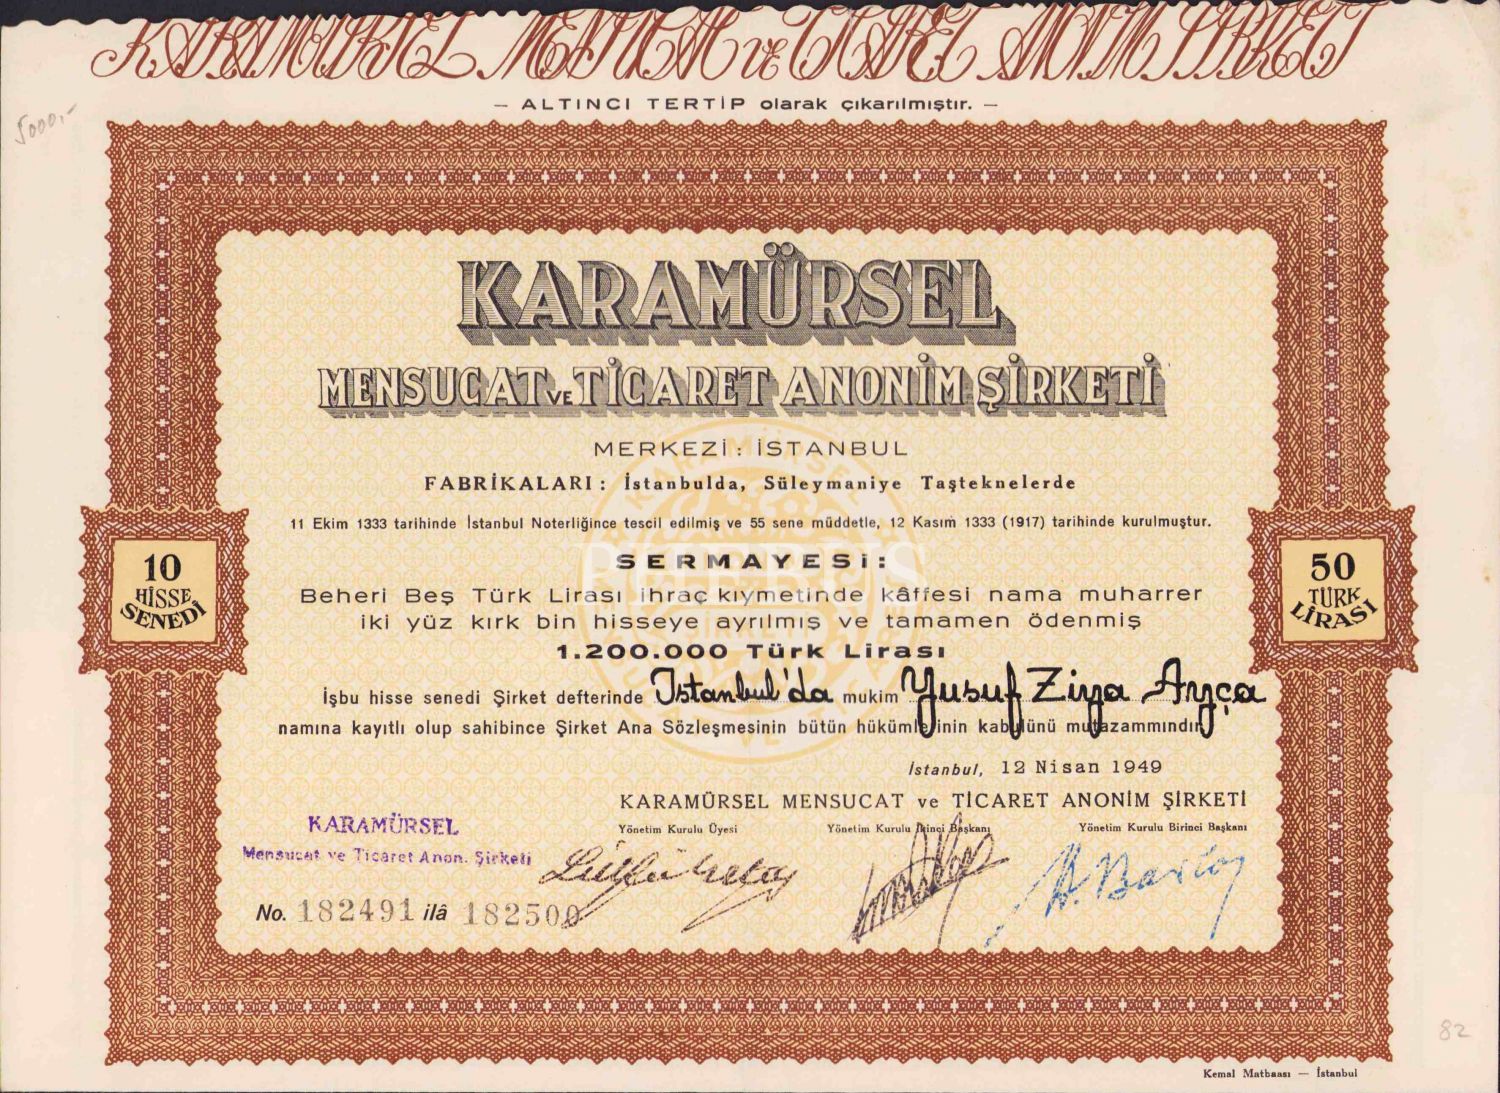 KARAMÜRSEL MENSUCAT ve TİCARET ANONİM ŞİRKETİ
— ALTINCI TERTİP olarak çıkarılmıştır. —
5000.-
KARAMÜRSEL
MENSUCAT VE TİCARET ANONİM ŞİRKETİ
MERKEZİ: İSTANBUL
FABRİKALARI: İstanbulda, Süleymaniye Taşteknelerde
11 Ekim 1333 tarihinde İstanbul Noterliğince tescil edilmiş ve 55 sene müddetle, 12 Kasım 1333 (1917) tarihinde kurulmuştur.
10
HİSSE
SENEDİ
50
TÜRK
LİRASI
SERMAYESİ:
Beheri Beş Türk Lirası ihraç kıymetinde kâffesi nama muharrer
iki yüz kırk bin hisseye ayrılmış ve tamamen ödenmiş
1.200.000 Türk Lirası
İşbu hisse senedi Şirket defterinde Istanbul'da mukim Yusuf Ziya Ayça
namına kayıtlı olup sahibince Şirket Ana Sözleşmesinin bütün hükümlerinin kabulünü mutazammındır.
İstanbul, 12 Nisan 1949
KARAMÜRSEL MENSUCAT ve TİCARET ANONİM ŞİRKETİ
Yönetim Kurulu Üyesi Yönetim Kurulu İkinci Başkanı Yönetim Kurulu Birinci Başkanı
KARAMÜRSEL
Mensucat ve Ticaret Anon. Şirketi
No. 182491 ilâ 182500
82
Kemal Matbaası — İstanbul